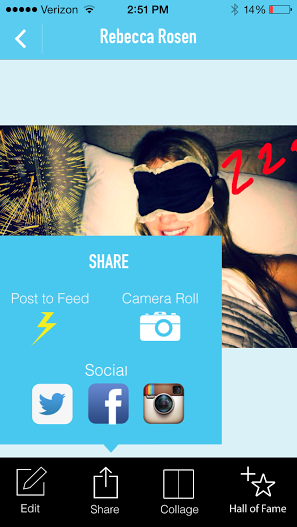 Verizon 2:51 PM 14%
Rebecca Rosen
ZZZ
SHARE
Post to Feed Camera Roll
Social
Edit Share Collage Hall of Fame